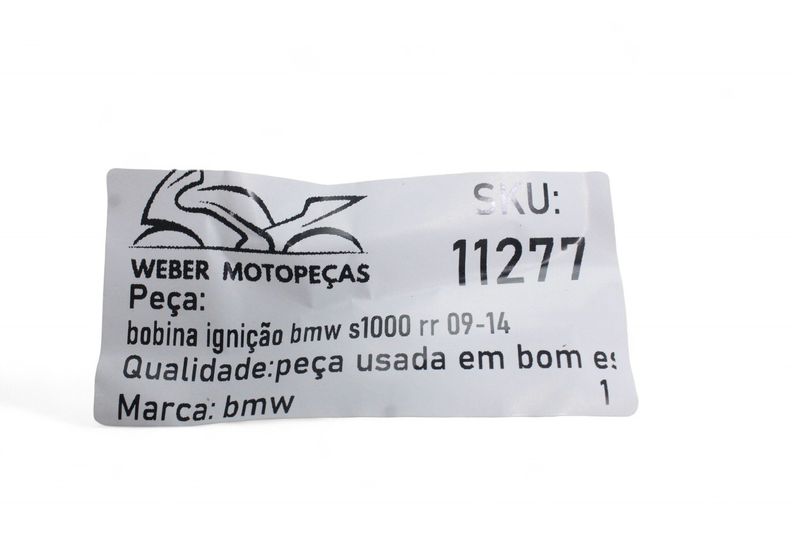 SKU:
11277
WEBER MOTOPEÇAS
Peça:
bobina ignição bmw s1000 rr 09-14
Qualidade:peça usada em bom es
Marca: bmw
1